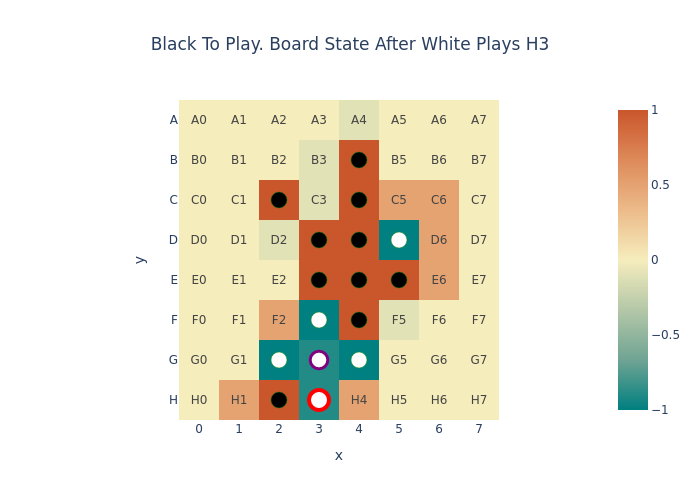 Black To Play. Board State After White Plays H3
A A0 A1 A2 A3 A4 A5 A6 A7
B B0 B1 B2 B3 B5 B6 B7
C C0 C1 C3 C5 C6 C7
D D0 D1 D2 D6 D7
E E0 E1 E2 E6 E7
F F0 F1 F2 F5 F6 F7
G G0 G1 G5 G6 G7
H H0 H1 H4 H5 H6 H7
0 1 2 3 4 5 6 7
x
y
1
0.5
0
−0.5
−1